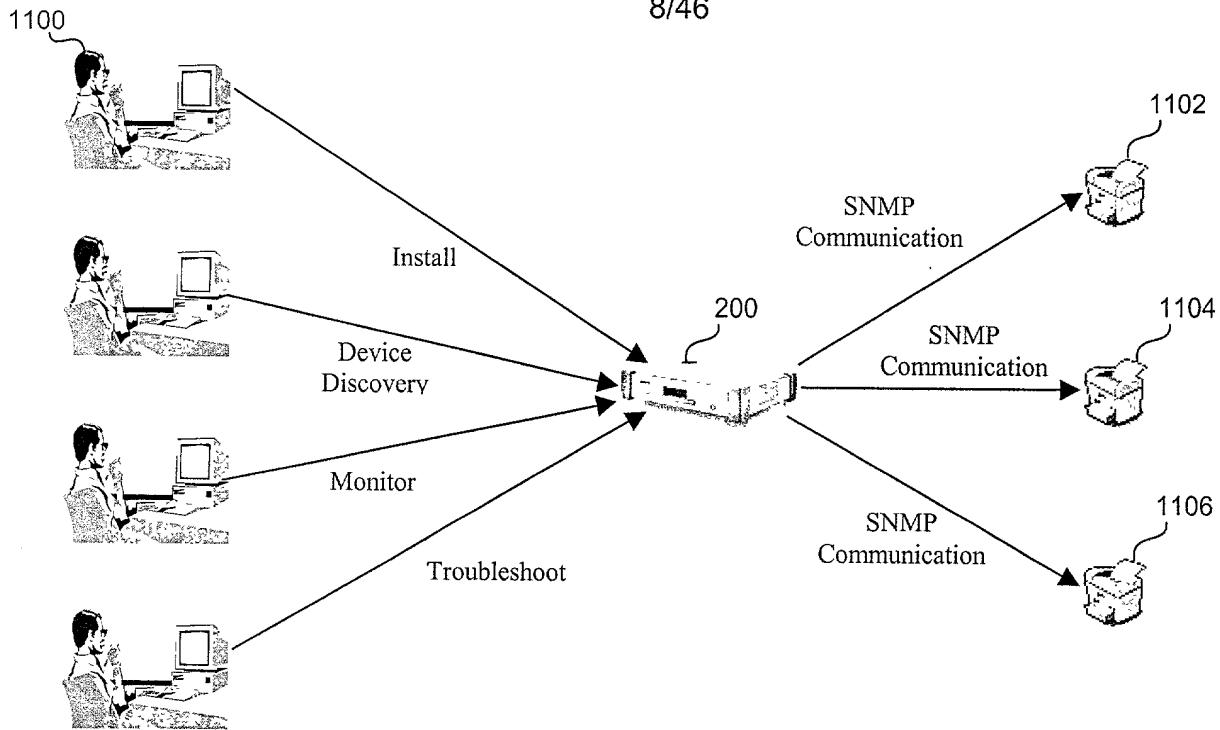 8/46
1100
1102
SNMP
Communication
Install
200
1104
SNMP
Communication
Device
Discovery
Monitor
1106
SNMP
Communication
Troubleshoot